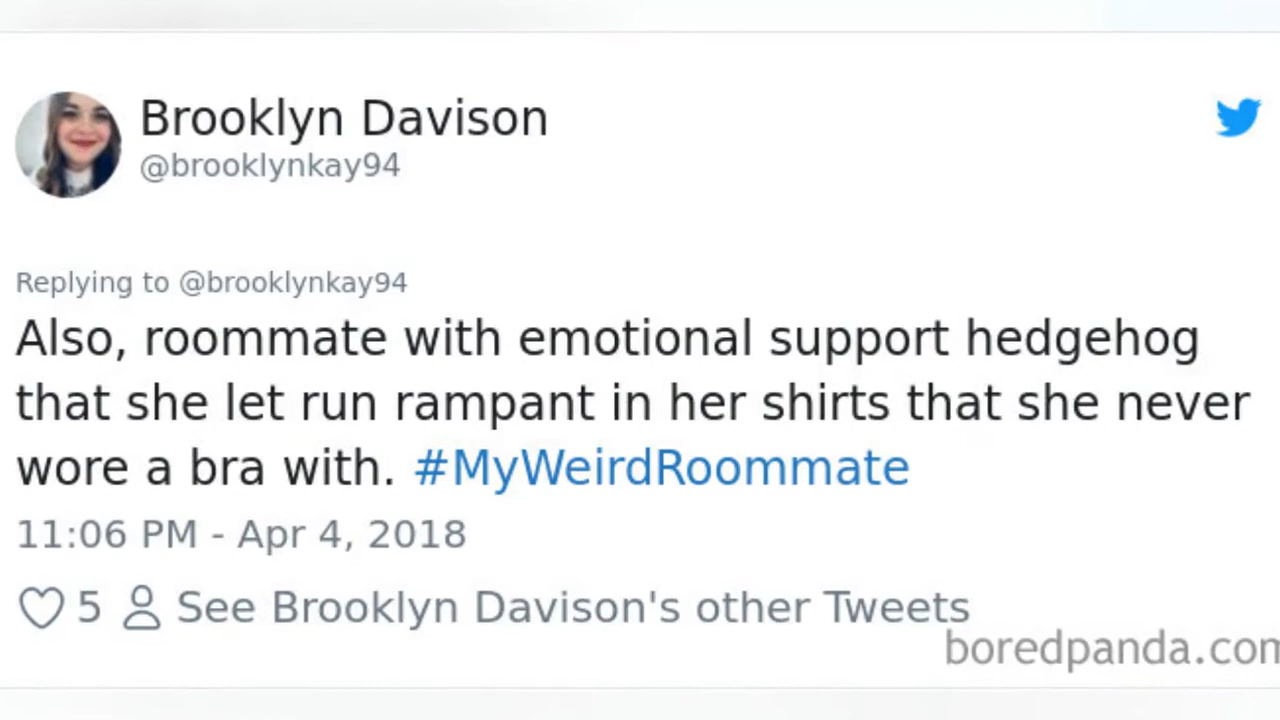 Brooklyn Davison
@brooklynkay94
Replying to @brooklynkay94
Also, roommate with emotional support hedgehog
that she let run rampant in her shirts that she never
wore a bra with. #MyWeirdRoommate
11:06 PM - Apr 4, 2018
5 See Brooklyn Davison's other Tweets
boredpanda.com